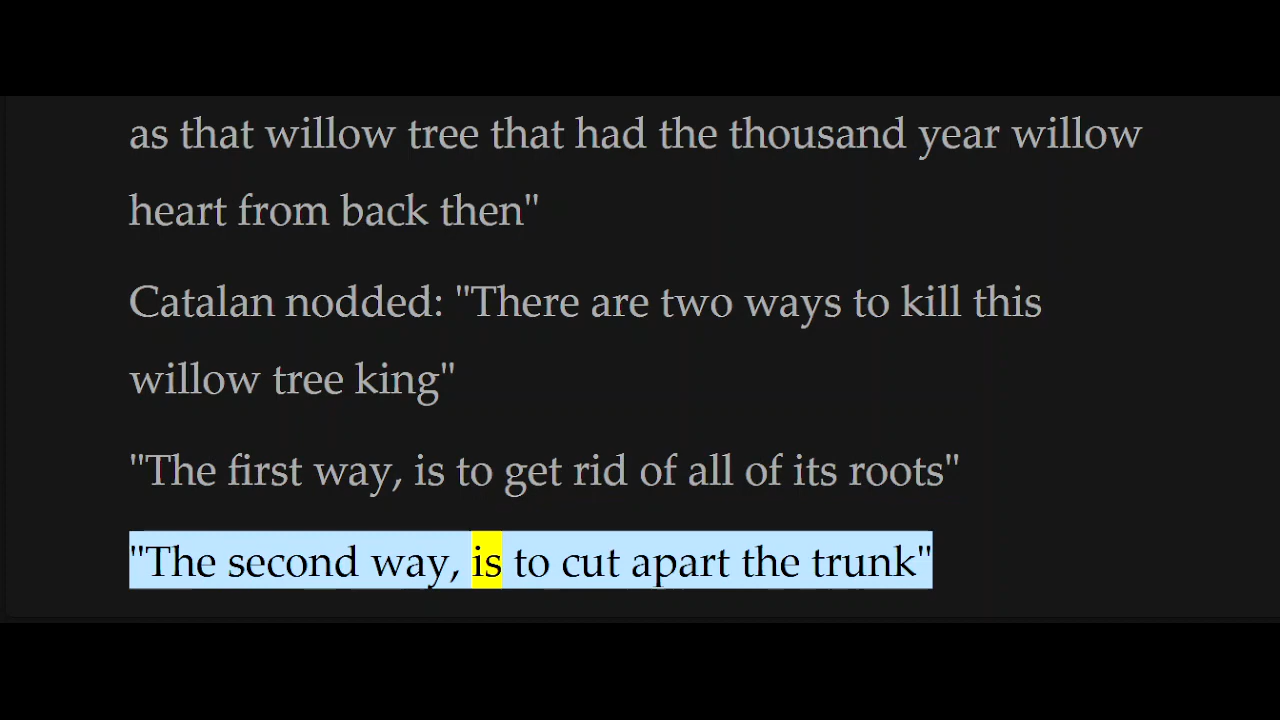 as that willow tree that had the thousand year willow
heart from back then"
Catalan nodded: "There are two ways to kill this
willow tree king"
"The first way, is to get rid of all of its roots"
"The second way, is to cut apart the trunk"